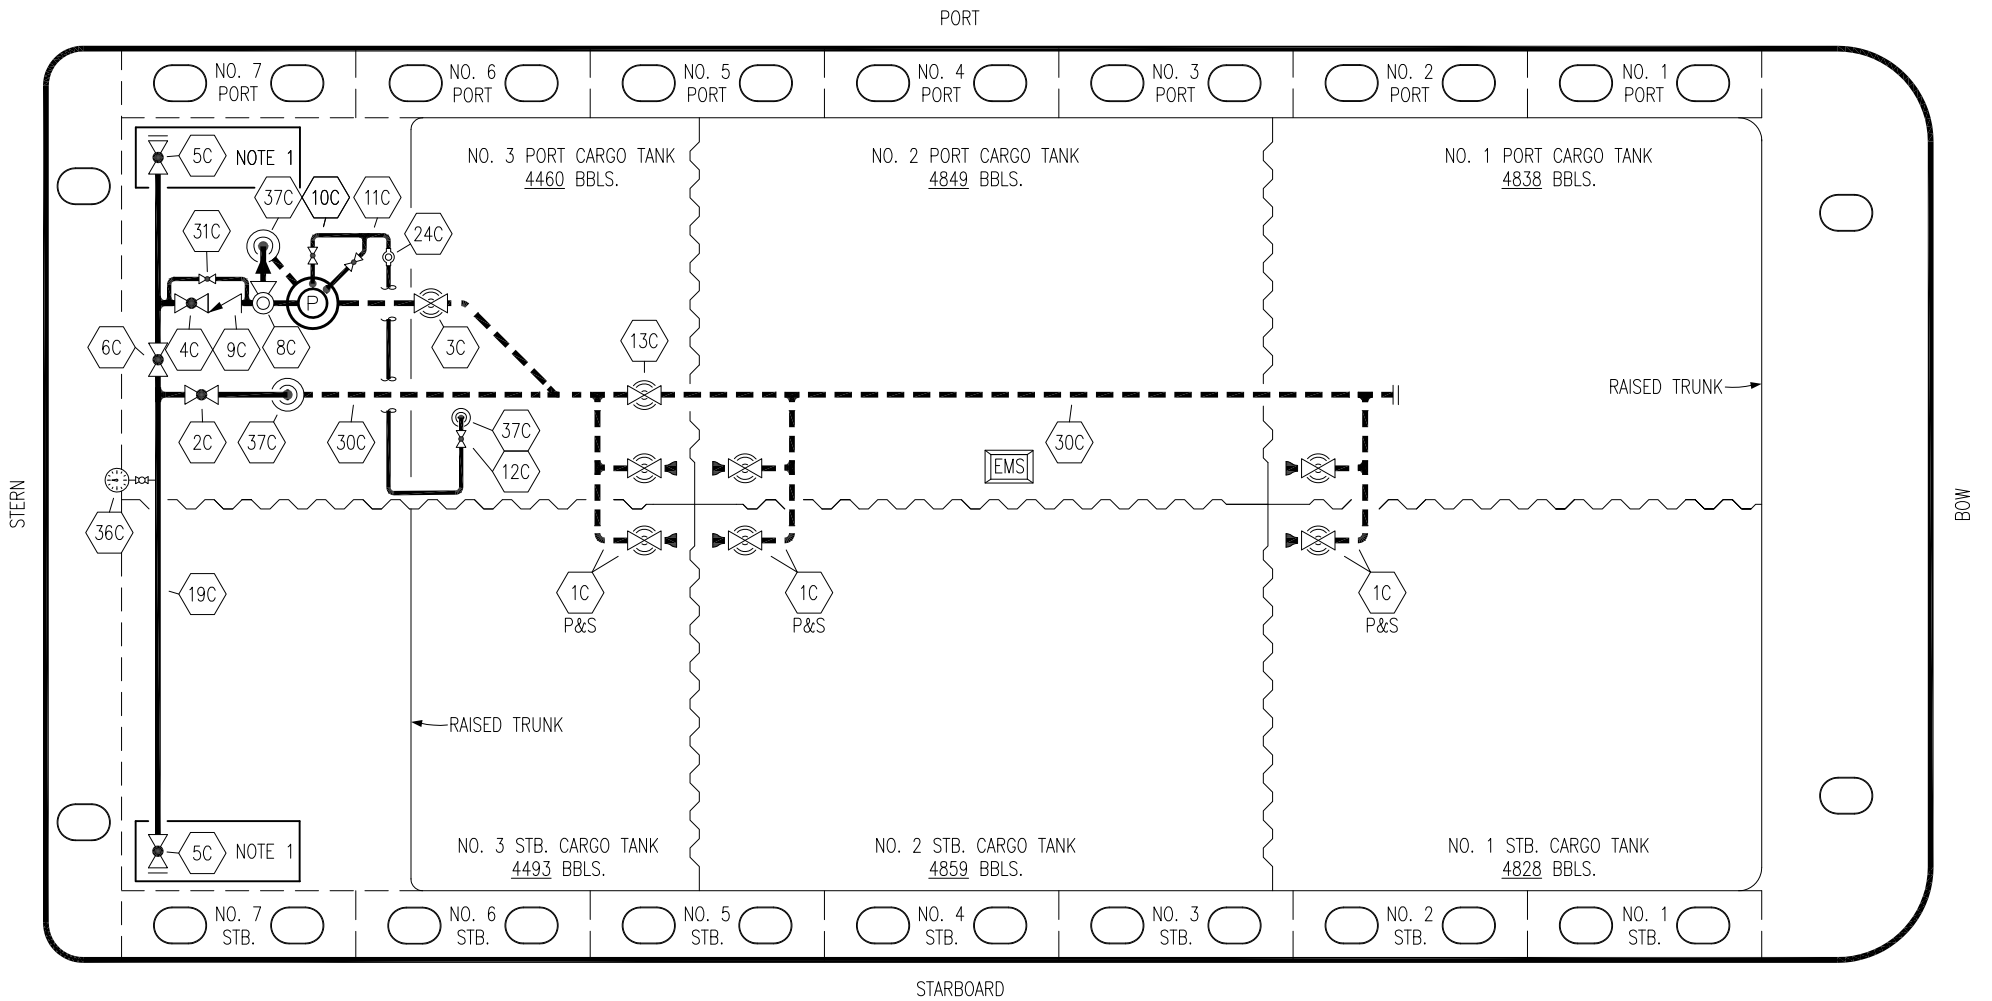 PORT
NO. 7
PORT
NO. 6
PORT
NO. 5
PORT
NO. 4
PORT
NO. 3
PORT
NO. 2
PORT
NO. 1
PORT
5C
NOTE 1
NO. 3 PORT CARGO TANK
4460 BBLS.
NO. 2 PORT CARGO TANK
4849 BBLS.
NO. 1 PORT CARGO TANK
4838 BBLS.
37C
10C
11C
31C
24C
P
6C
4C
9C
8C
3C
13C
RAISED TRUNK
2C
37C
30C
37C
12C
30C
EMS
STERN
36C
BOW
19C
1C
P&S
1C
P&S
1C
P&S
RAISED TRUNK
5C
NOTE 1
NO. 3 STB. CARGO TANK
4493 BBLS.
NO. 2 STB. CARGO TANK
4859 BBLS.
NO. 1 STB. CARGO TANK
4828 BBLS.
NO. 7
STB.
NO. 6
STB.
NO. 5
STB.
NO. 4
STB.
NO. 3
STB.
NO. 2
STB.
NO. 1
STB.
STARBOARD